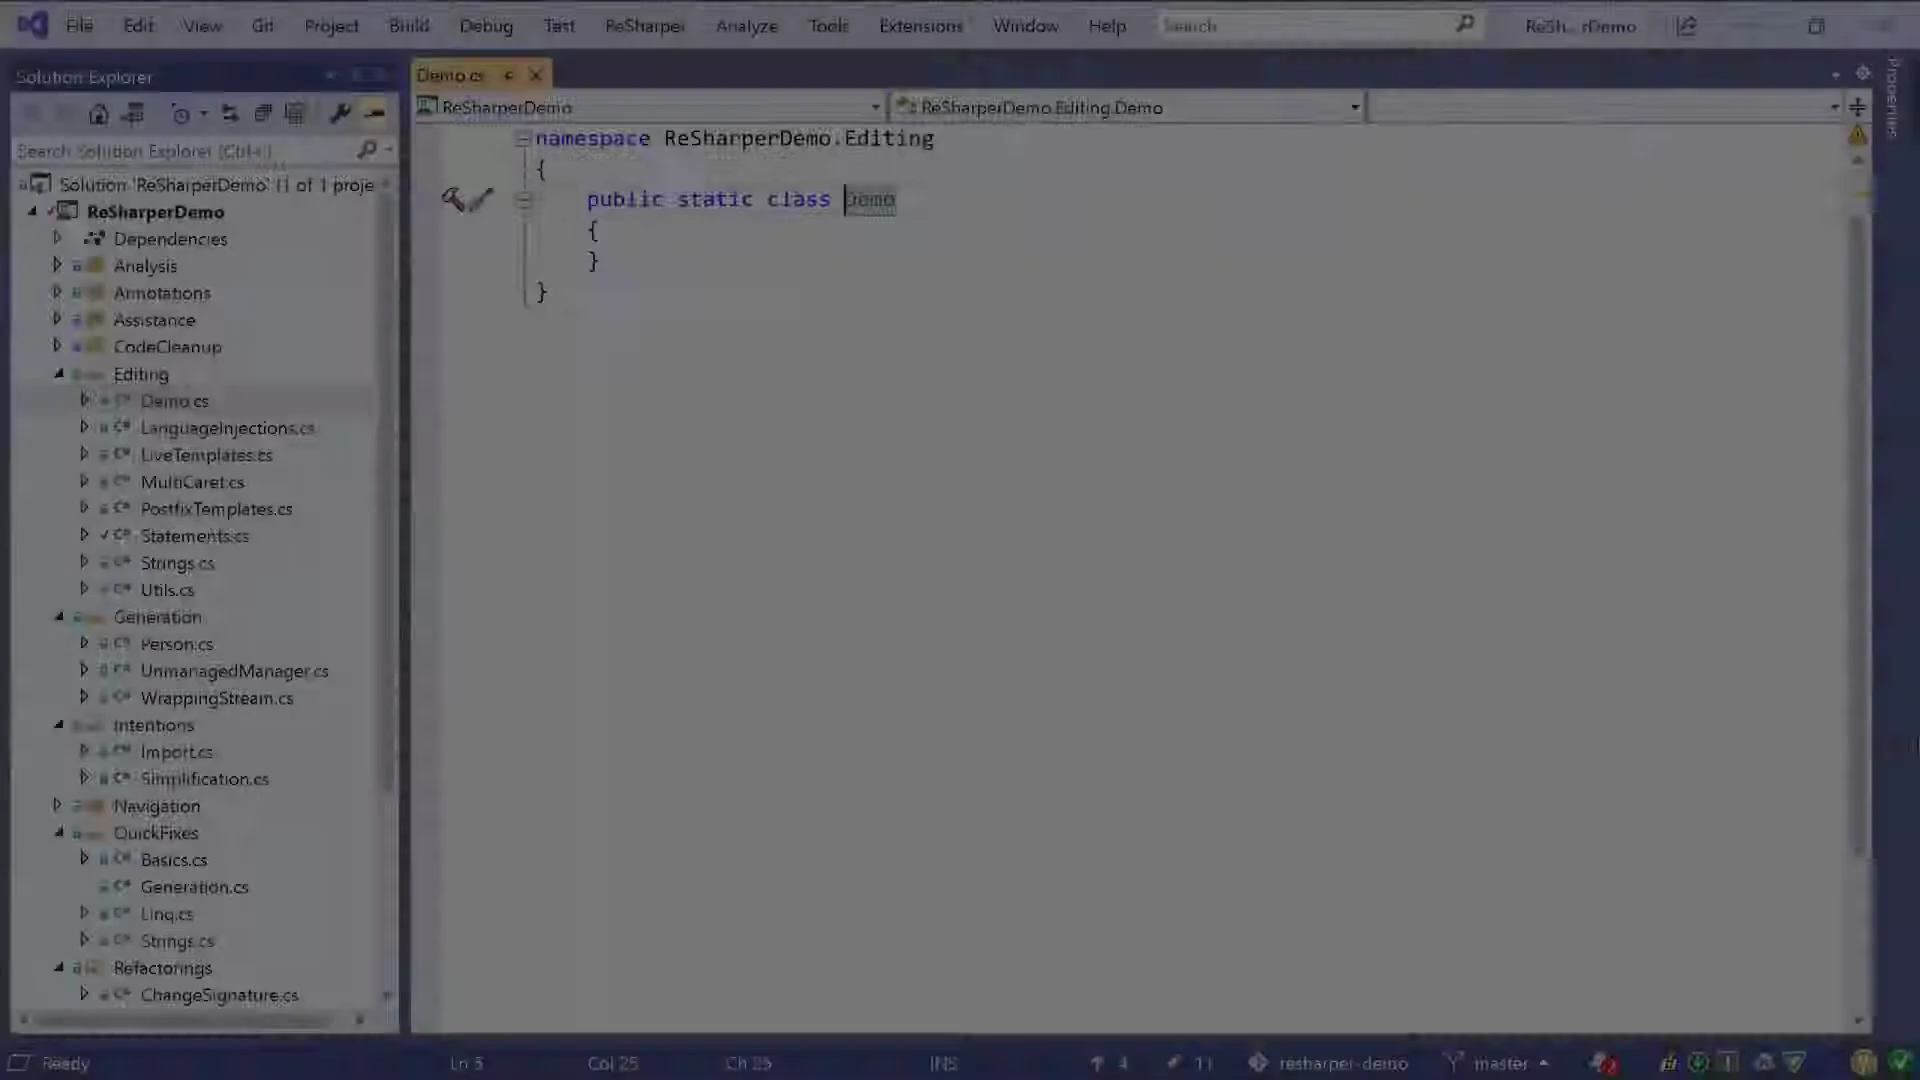 File Edit View Git Project Build Debug Test ReSharper Analyze Tools Extensions Window Help Search ReSh...rDemo
Solution Explorer
Search Solution Explorer (Ctrl+;)
Solution 'ReSharperDemo' (1 of 1 proje
ReSharperDemo
Dependencies
Analysis
Annotations
Assistance
CodeCleanup
Editing
Demo.cs
LanguageInjections.cs
LiveTemplates.cs
MultiCaret.cs
PostfixTemplates.cs
Statements.cs
Strings.cs
Utils.cs
Generation
Person.cs
UnmanagedManager.cs
WrappingStream.cs
Intentions
Import.cs
Simplification.cs
Navigation
QuickFixes
Basics.cs
Generation.cs
Linq.cs
Strings.cs
Refactorings
ChangeSignature.cs
Demo.cs
ReSharperDemo ReSharperDemo.Editing.Demo
namespace ReSharperDemo.Editing
{
public static class Demo
{
}
}
Properties
Ready Ln 5 Col 25 Ch 25 INS 4 11 resharper-demo master